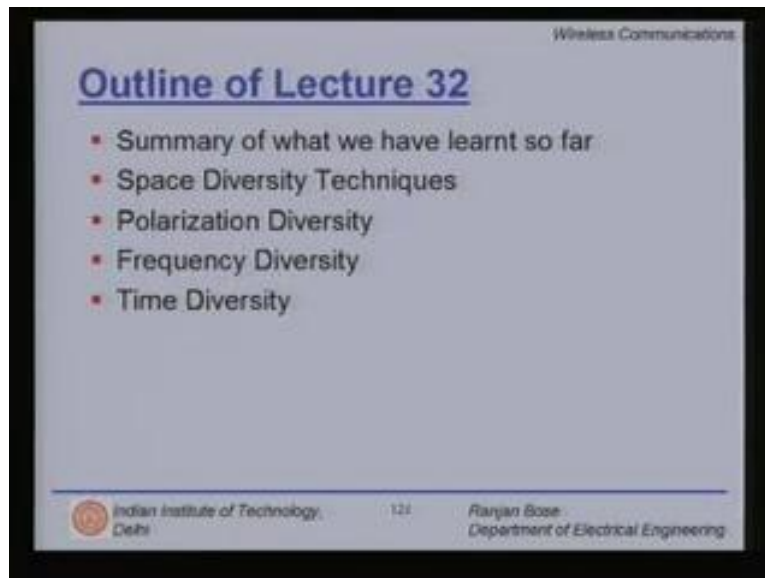 Wireless Communications
Outline of Lecture 32
Summary of what we have learnt so far
Space Diversity Techniques
Polarization Diversity
Frequency Diversity
Time Diversity
Indian Institute of Technology,
Delhi
Ranjan Bose
Department of Electrical Engineering